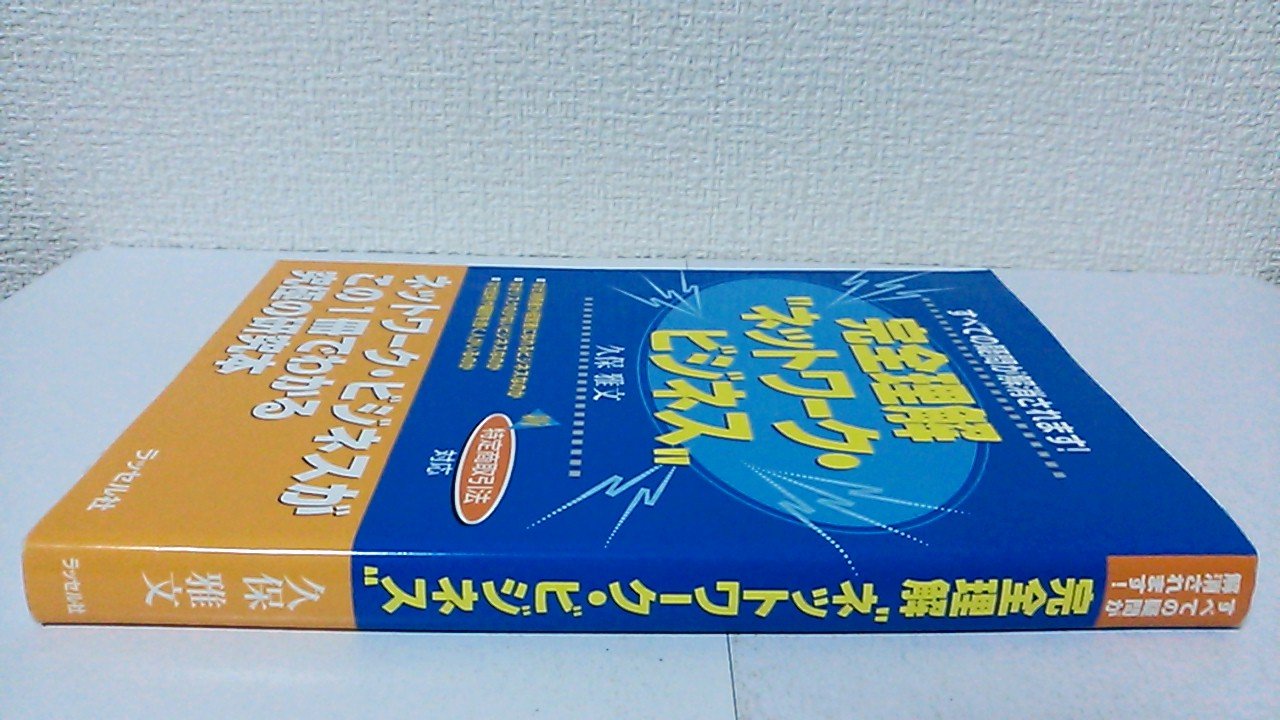 すべての疑問が解消されます!
完全理解
"ネットワーク・
ビジネス"
久保 雅文
新
特定商取引法
対応
ネットワーク・ビジネスが
この1冊でわかる
究極の研究本
ラッセル社
すべての疑問が
解消されます!
完全理解 "ネットワーク・ビジネス"
久保
雅文
ラッセル社